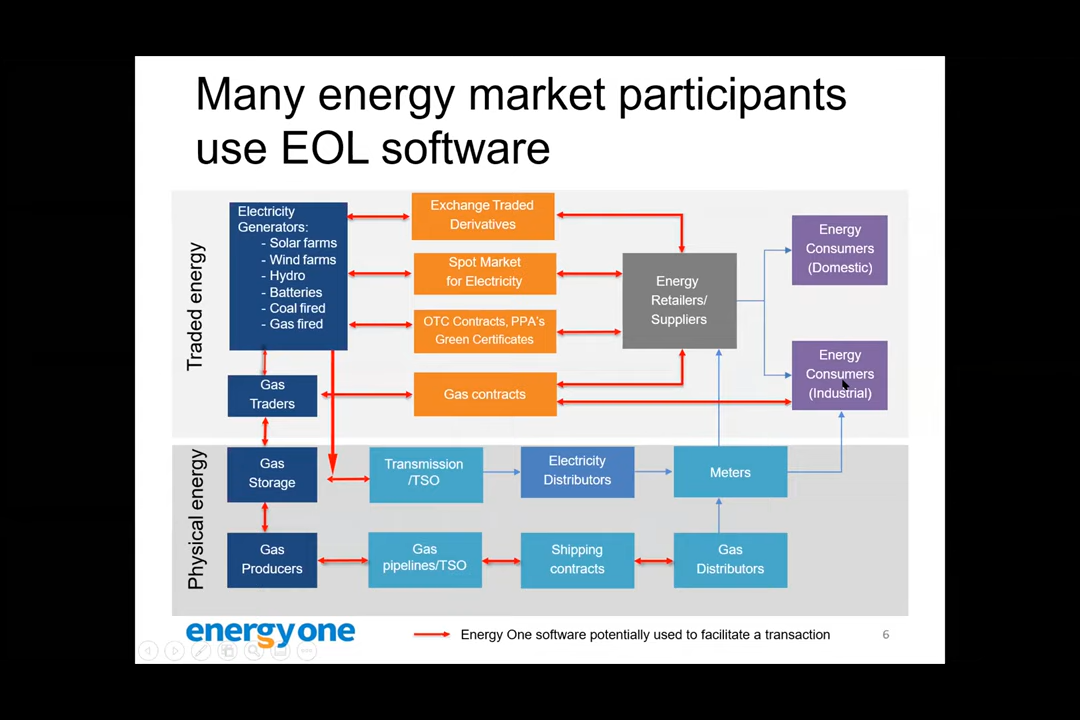 Many energy market participants
use EOL software
Traded energy
Electricity
Generators:
- Solar farms
- Wind farms
- Hydro
- Batteries
- Coal fired
- Gas fired
Exchange Traded
Derivatives
Spot Market
for Electricity
OTC Contracts, PPA's
Green Certificates
Gas contracts
Energy
Retailers/
Suppliers
Energy
Consumers
(Domestic)
Energy
Consumers
(Industrial)
Gas
Traders
Physical energy
Gas
Storage
Transmission
/TSO
Electricity
Distributors
Meters
Gas
Producers
Gas
pipelines/TSO
Shipping
contracts
Gas
Distributors
energyone
Energy One software potentially used to facilitate a transaction
6